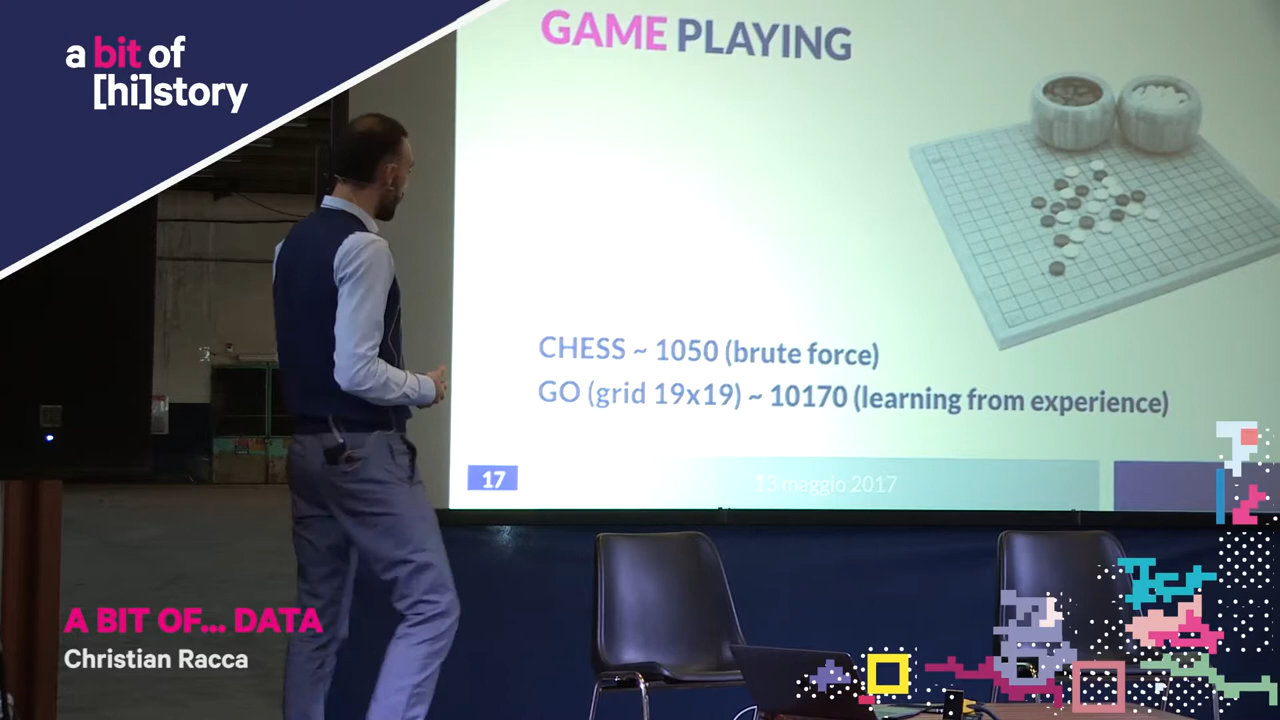 a bit of
[hi]story
GAME PLAYING
CHESS ~ 1050 (brute force)
GO (grid 19x19) ~ 10170 (learning from experience)
17
13 maggio 2017
A BIT OF... DATA
Christian Racca